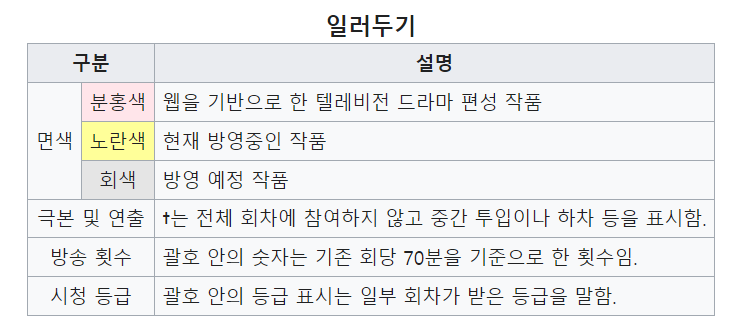 일러두기
구분 설명
면색 분홍색 웹을 기반으로 한 텔레비전 드라마 편성 작품
노란색 현재 방영중인 작품
회색 방영 예정 작품
극본 및 연출 †는 전체 회차에 참여하지 않고 중간 투입이나 하차 등을 표시함.
방송 횟수 괄호 안의 숫자는 기존 회당 70분을 기준으로 한 횟수임.
시청 등급 괄호 안의 등급 표시는 일부 회차가 받은 등급을 말함.